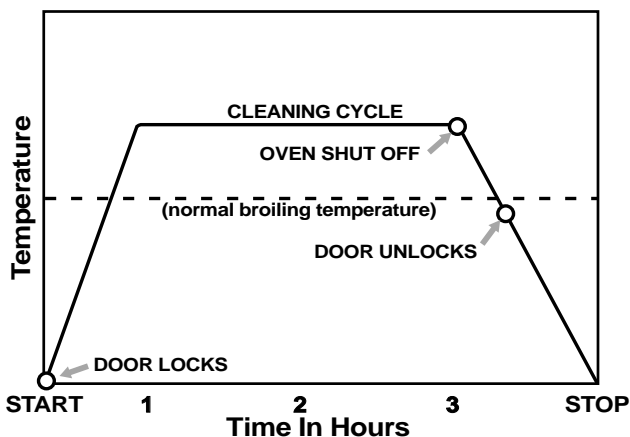 CLEANING CYCLE
OVEN SHUT OFF
Temperature
(normal broiling temperature)
DOOR UNLOCKS
DOOR LOCKS
START 1 2 3 STOP
Time In Hours